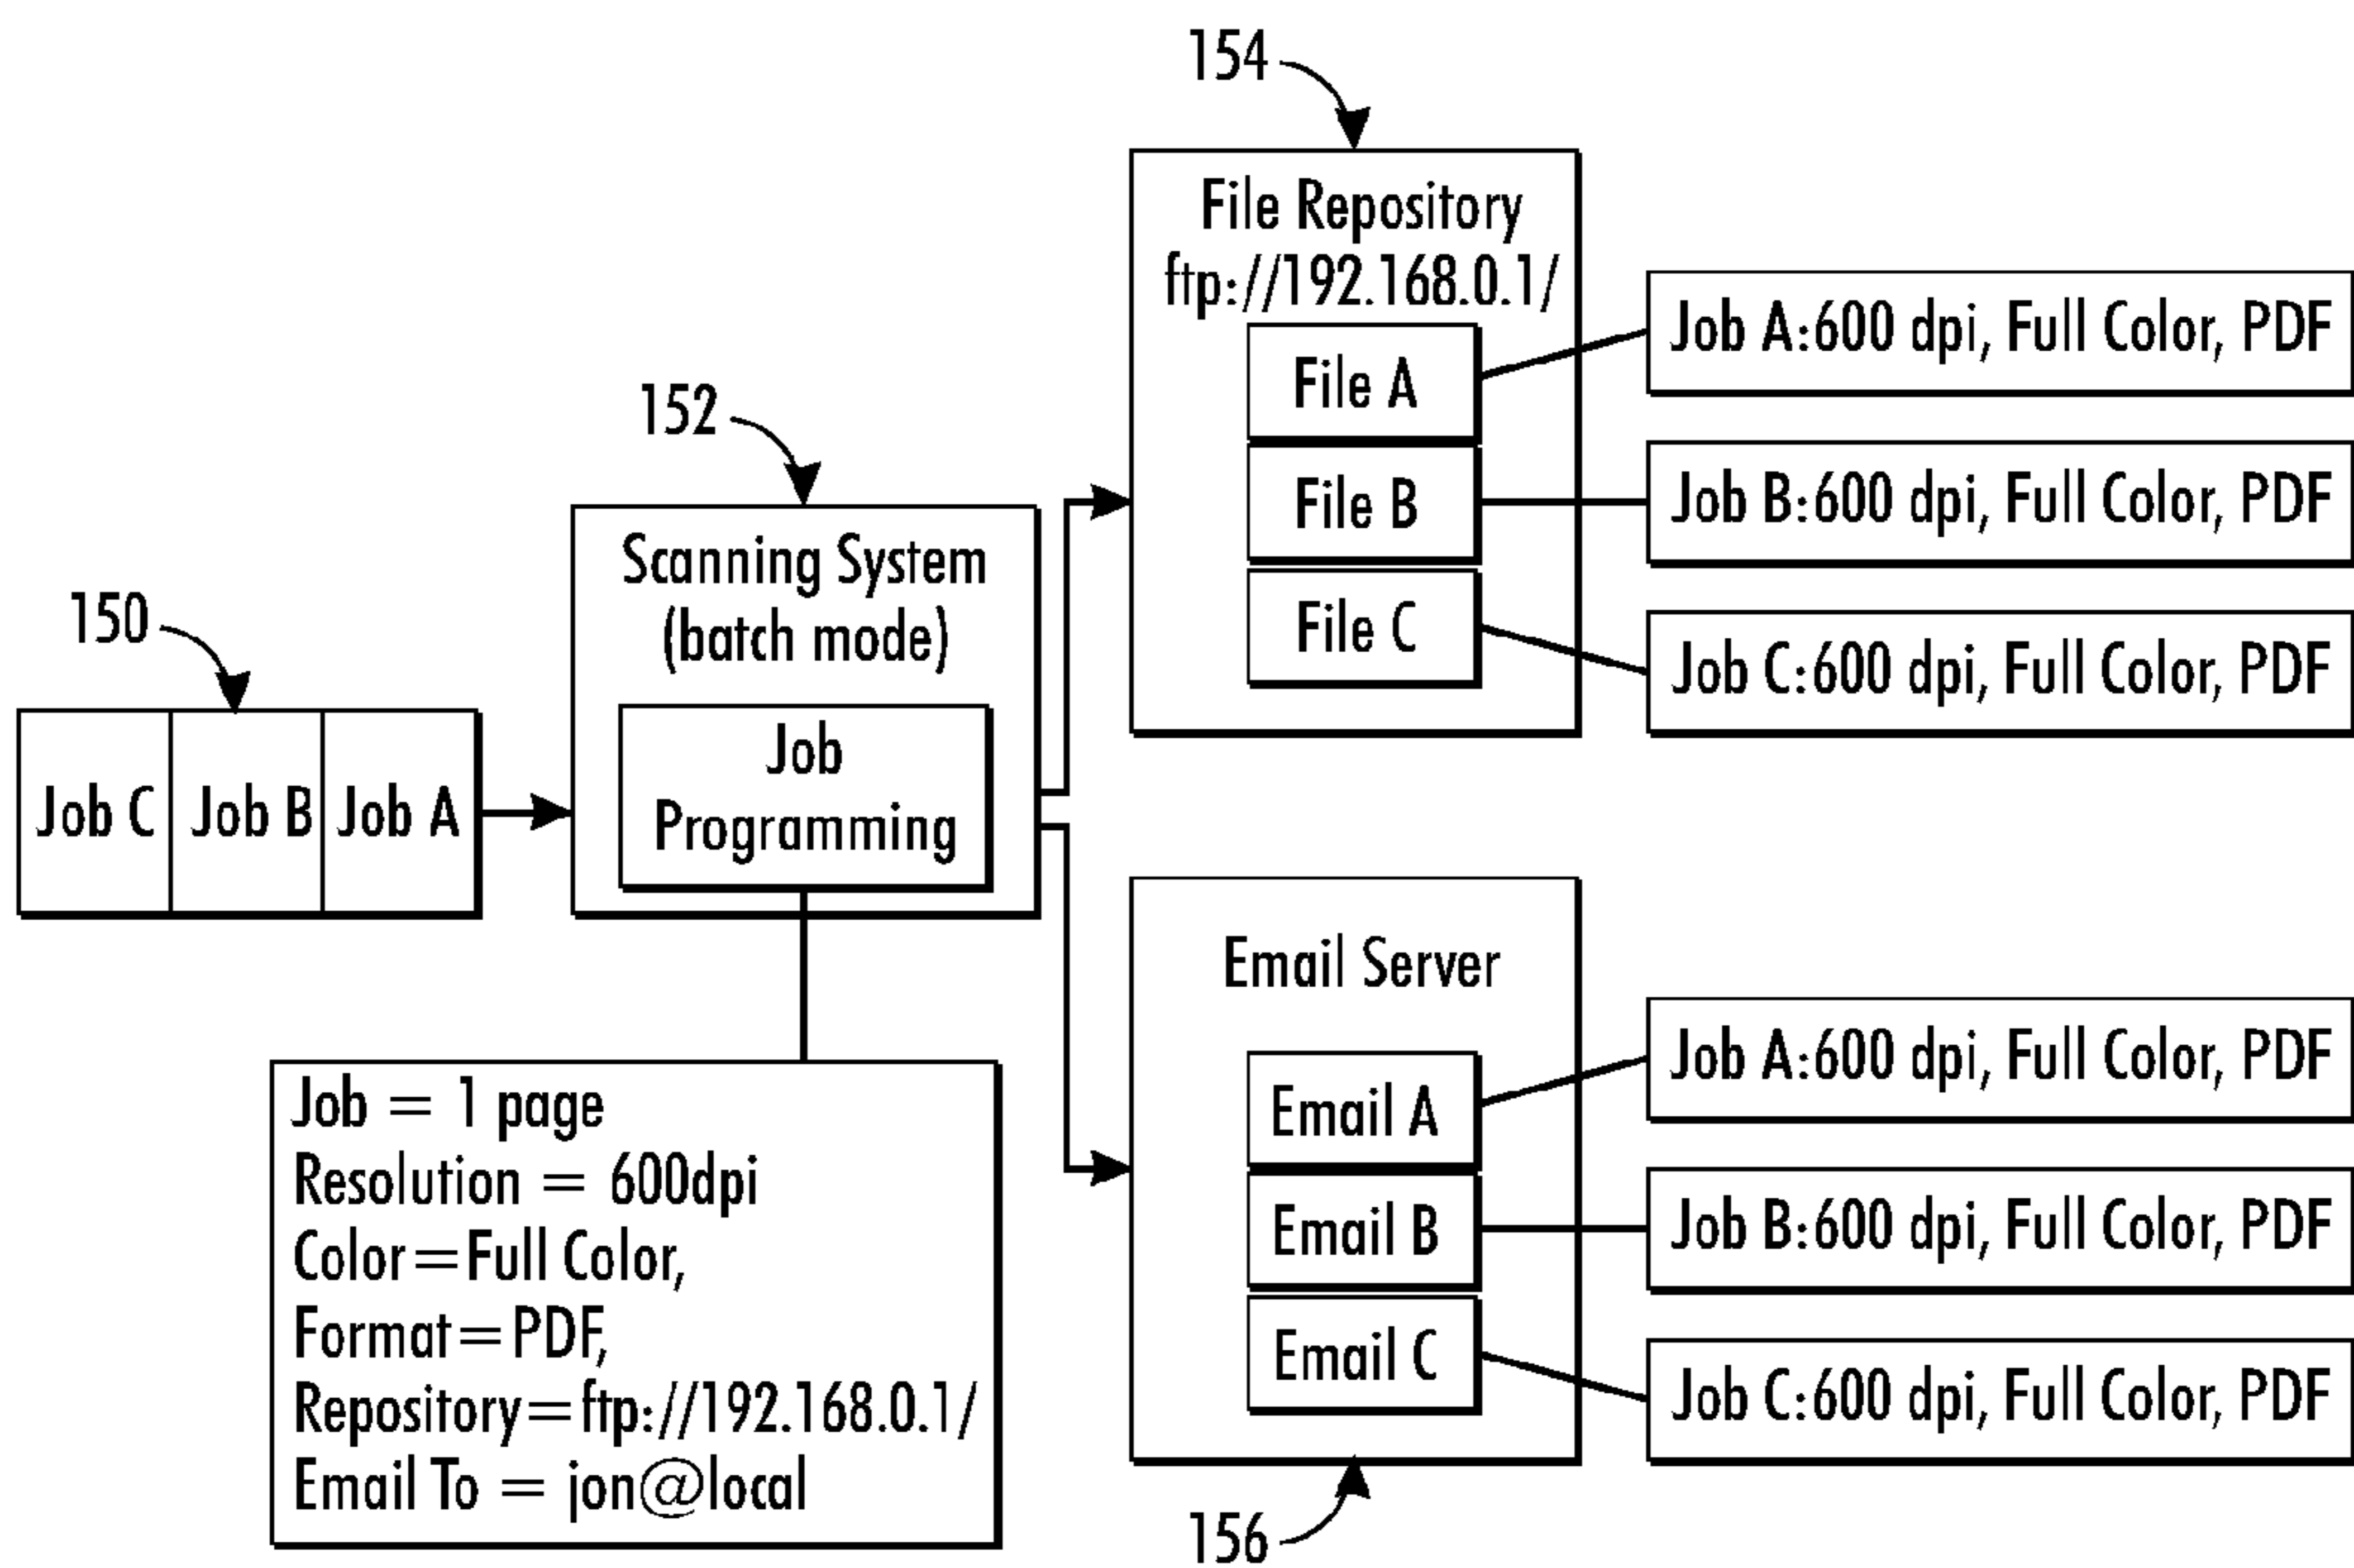 154
File Repository
ftp://192.168.0.1/
File A
File B
File C
Job A:600 dpi, Full Color, PDF
Job B:600 dpi, Full Color, PDF
Job C:600 dpi, Full Color, PDF
152
Scanning System
(batch mode)
Job
Programming
150
Job C
Job B
Job A
Job = 1 page
Resolution = 600dpi
Color=Full Color,
Format=PDF,
Repository=ftp://192.168.0.1/
Email To = jon@local
Email Server
Email A
Email B
Email C
Job A:600 dpi, Full Color, PDF
Job B:600 dpi, Full Color, PDF
Job C:600 dpi, Full Color, PDF
156